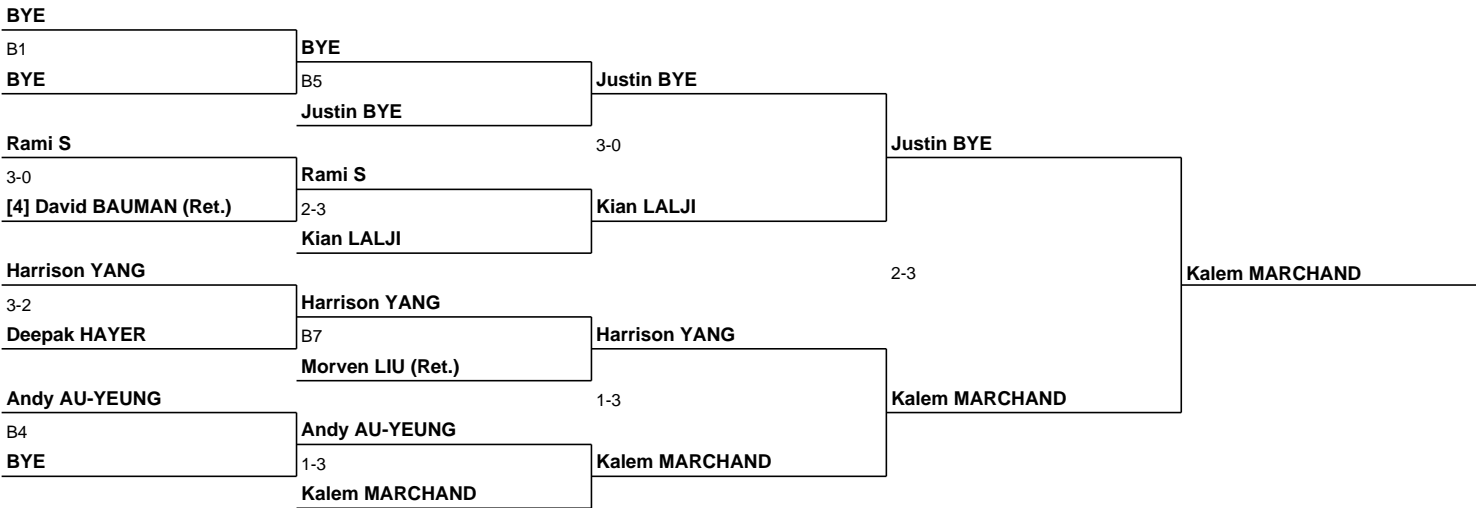 BYE
B1
BYE
BYE
B5
Justin BYE
Justin BYE
Rami S
3-0
Justin BYE
3-0
Rami S
[4] David BAUMAN (Ret.)
2-3
Kian LALJI
Kian LALJI
Harrison YANG
2-3
Kalem MARCHAND
3-2
Harrison YANG
Deepak HAYER
B7
Harrison YANG
Morven LIU (Ret.)
Andy AU-YEUNG
1-3
Kalem MARCHAND
B4
Andy AU-YEUNG
BYE
1-3
Kalem MARCHAND
Kalem MARCHAND